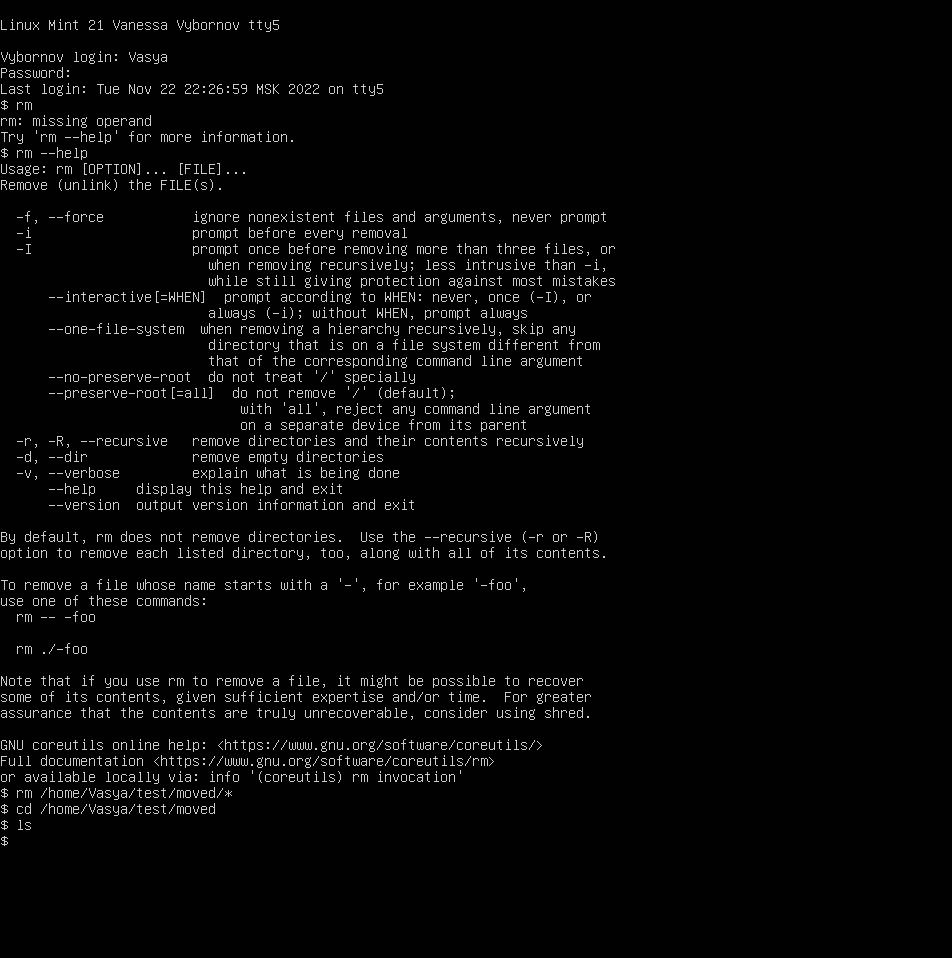 Linux Mint 21 Vanessa Vybornov tty5

Vybornov login: Vasya
Password:
Last login: Tue Nov 22 22:26:59 MSK 2022 on tty5
$ rm
rm: missing operand
Try 'rm --help' for more information.
$ rm --help
Usage: rm [OPTION]... [FILE]...
Remove (unlink) the FILE(s).

  -f, --force           ignore nonexistent files and arguments, never prompt
  -i                    prompt before every removal
  -I                    prompt once before removing more than three files, or
                          when removing recursively; less intrusive than -i,
                          while still giving protection against most mistakes
      --interactive[=WHEN]  prompt according to WHEN: never, once (-I), or
                          always (-i); without WHEN, prompt always
      --one-file-system  when removing a hierarchy recursively, skip any
                          directory that is on a file system different from
                          that of the corresponding command line argument
      --no-preserve-root  do not treat '/' specially
      --preserve-root[=all]  do not remove '/' (default);
                              with 'all', reject any command line argument
                              on a separate device from its parent
  -r, -R, --recursive   remove directories and their contents recursively
  -d, --dir             remove empty directories
  -v, --verbose         explain what is being done
      --help     display this help and exit
      --version  output version information and exit

By default, rm does not remove directories.  Use the --recursive (-r or -R)
option to remove each listed directory, too, along with all of its contents.

To remove a file whose name starts with a '-', for example '-foo',
use one of these commands:
  rm -- -foo

  rm ./-foo

Note that if you use rm to remove a file, it might be possible to recover
some of its contents, given sufficient expertise and/or time.  For greater
assurance that the contents are truly unrecoverable, consider using shred.

GNU coreutils online help: <https://www.gnu.org/software/coreutils/>
Full documentation <https://www.gnu.org/software/coreutils/rm>
or available locally via: info '(coreutils) rm invocation'
$ rm /home/Vasya/test/moved/*
$ cd /home/Vasya/test/moved
$ ls
$